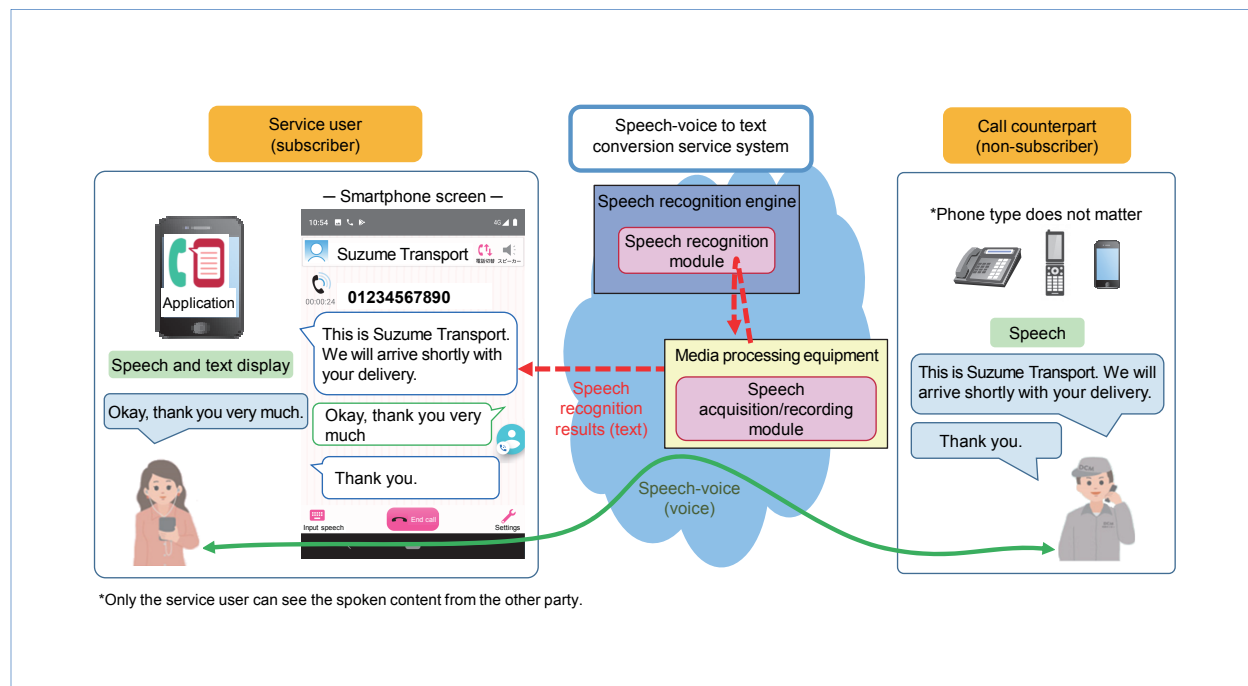 Service user
(subscriber)
Speech-voice to text
conversion service system
Call counterpart
(non-subscriber)
— Smartphone screen —
Application
Speech and text display
Okay, thank you very much.
10:54
4G
Suzume Transport
電話切替 スピーカー
00:00:24
01234567890
This is Suzume Transport.
We will arrive shortly with
your delivery.
Okay, thank you very
much
Thank you.
Input speech
End call
Settings
Speech recognition engine
Speech recognition
module
Media processing equipment
Speech
acquisition/recording
module
Speech
recognition
results (text)
Speech-voice
(voice)
*Phone type does not matter
Speech
This is Suzume Transport. We will
arrive shortly with your delivery.
Thank you.
DCM
*Only the service user can see the spoken content from the other party.